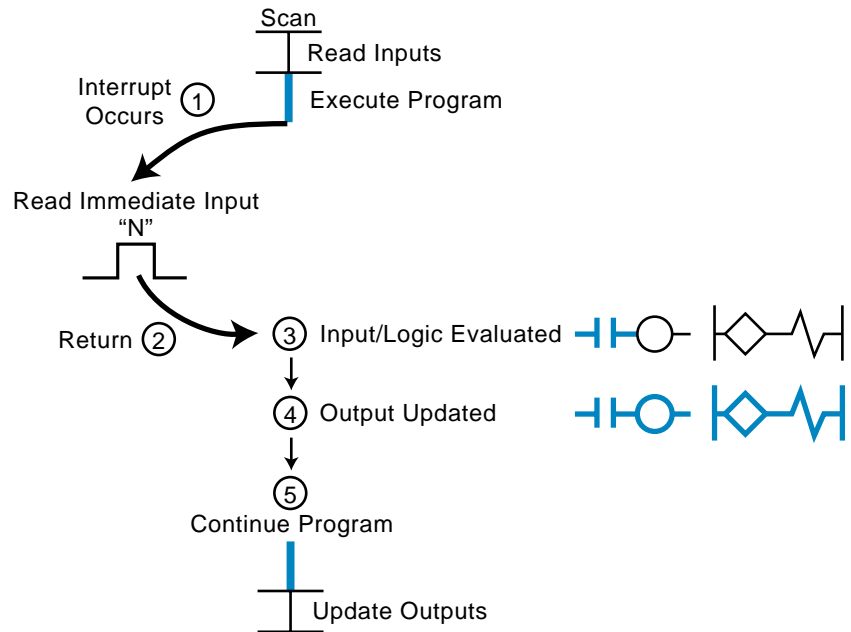 Scan
Read Inputs
Interrupt
Occurs
1
Execute Program
Read Immediate Input
“N”
Return 2
3 Input/Logic Evaluated
4 Output Updated
5
Continue Program
Update Outputs